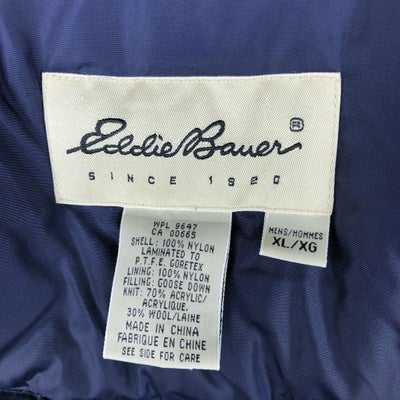 Eddie Bauer®
SINCE 1920
WPL 9647
CA 00665
SHELL: 100% NYLON
LAMINATED TO
P.T.F.E. GORETEX
LINING: 100% NYLON
FILLING: GOOSE DOWN
KNIT: 70% ACRYLIC/
ACRYLIQUE,
30% WOOL/LAINE
MADE IN CHINA
FABRIQUE EN CHINE
SEE SIDE FOR CARE
MENS/HOMMES
XL/XG